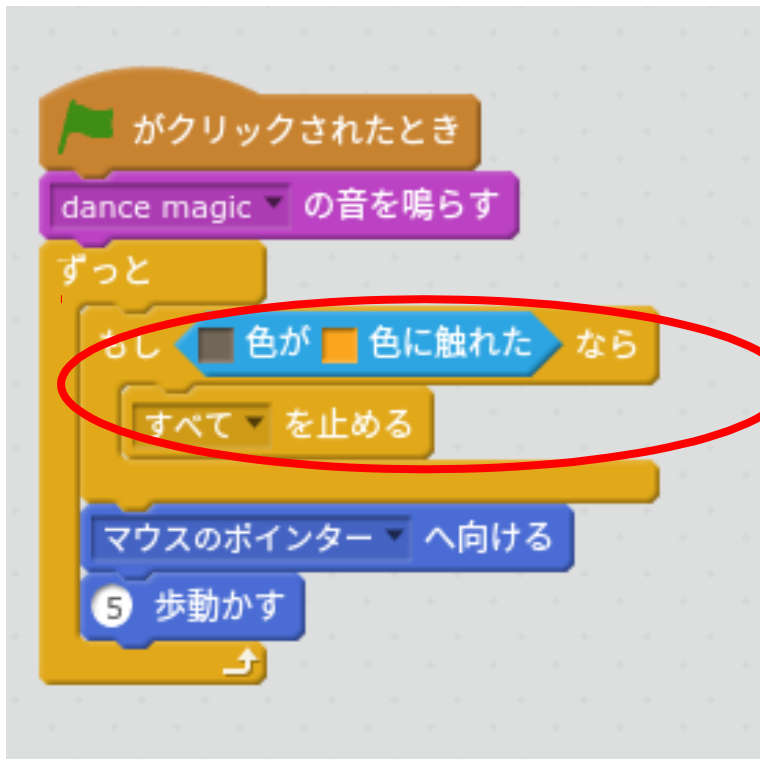 がクリックされたとき
dance magic の音を鳴らす
ずっと
もし 色が 色に触れた なら
すべて を止める
マウスのポインター へ向ける
5 歩動かす